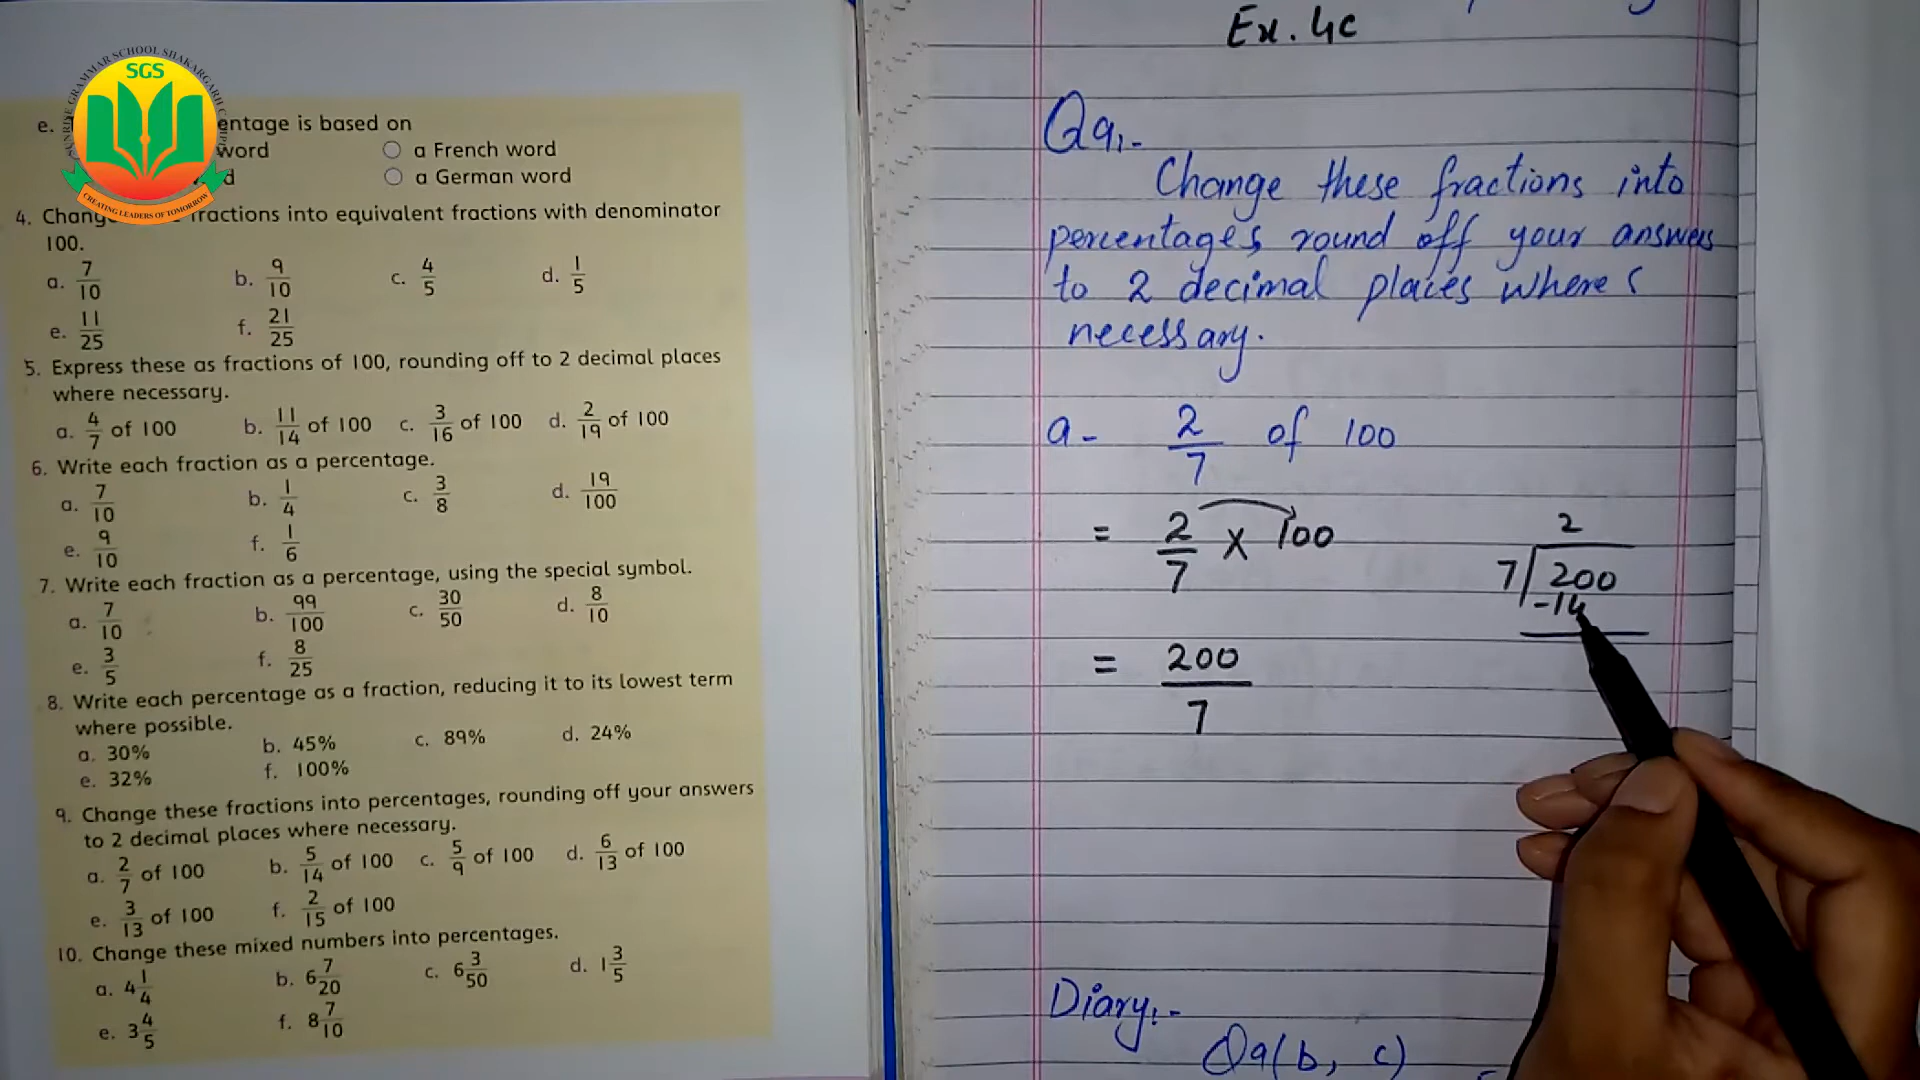 SUNRISE GRAMMAR SCHOOL SHAKARGARH CAMPUS
SGS
CREATING LEADERS OF TOMORROW
e. entage is based on
word a French word
d a German word
4. Chang ractions into equivalent fractions with denominator
100.
a. 7/10 b. 9/10 c. 4/5 d. 1/5
e. 11/25 f. 21/25
5. Express these as fractions of 100, rounding off to 2 decimal places
where necessary.
a. 4/7 of 100 b. 11/14 of 100 c. 3/16 of 100 d. 2/19 of 100
6. Write each fraction as a percentage.
a. 7/10 b. 1/4 c. 3/8 d. 19/100
e. 9/10 f. 1/6
7. Write each fraction as a percentage, using the special symbol.
a. 7/10 b. 99/100 c. 30/50 d. 8/10
e. 3/5 f. 8/25
8. Write each percentage as a fraction, reducing it to its lowest term
where possible.
a. 30% b. 45% c. 89% d. 24%
e. 32% f. 100%
9. Change these fractions into percentages, rounding off your answers
to 2 decimal places where necessary.
a. 2/7 of 100 b. 5/14 of 100 c. 5/9 of 100 d. 6/13 of 100
e. 3/13 of 100 f. 2/15 of 100
10. Change these mixed numbers into percentages.
a. 4 1/4 b. 6 7/20 c. 6 3/50 d. 1 3/5
e. 3 4/5 f. 8 7/10
Ex. 4c
Q9:-
Change these fractions into
percentages round off your answers
to 2 decimal places where
necessary.
a- 2/7 of 100
= 2/7 x 100
= 200/7
2
7 200
-14
Diary:-
Q9(b, c)